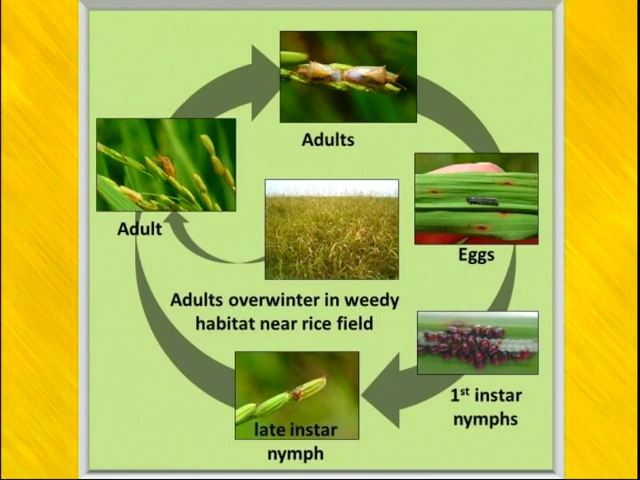 Adults
Adult
Eggs
Adults overwinter in weedy
habitat near rice field
1st instar
nymphs
late instar
nymph